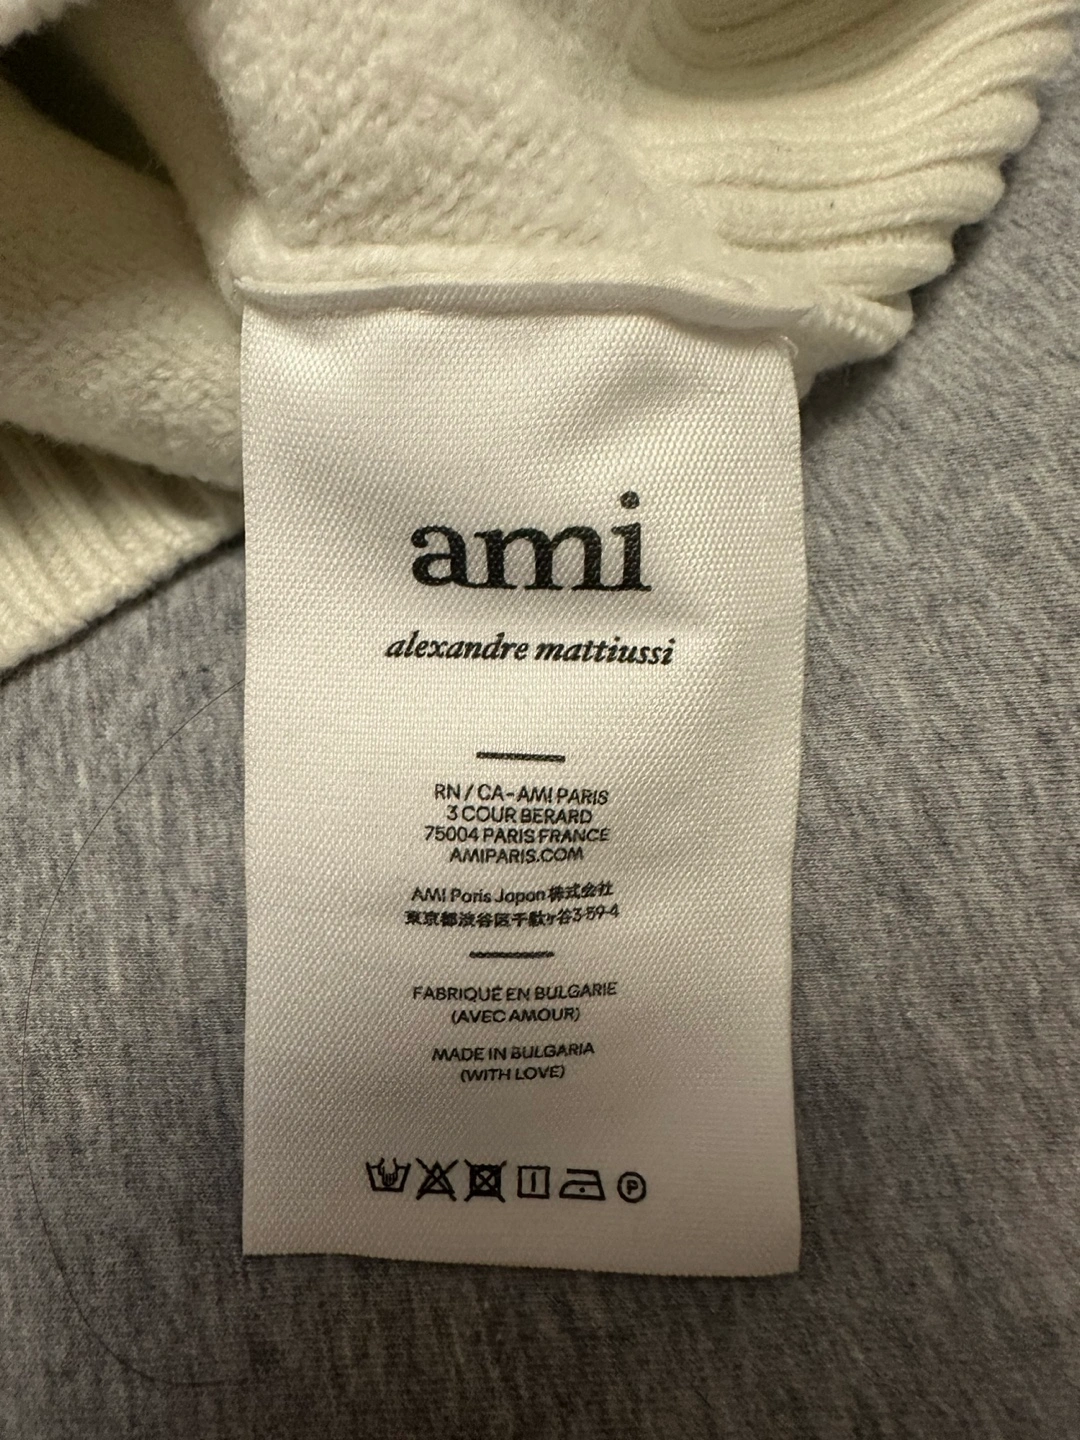 ami
alexandre mattiussi
RN / CA - AMI PARIS
3 COUR BERARD
75004 PARIS FRANCE
AMIPARIS.COM
AMI Paris Japan 株式会社
東京都渋谷区千駄ヶ谷3-59-4
FABRIQUÉ EN BULGARIE
(AVEC AMOUR)
MADE IN BULGARIA
(WITH LOVE)
P